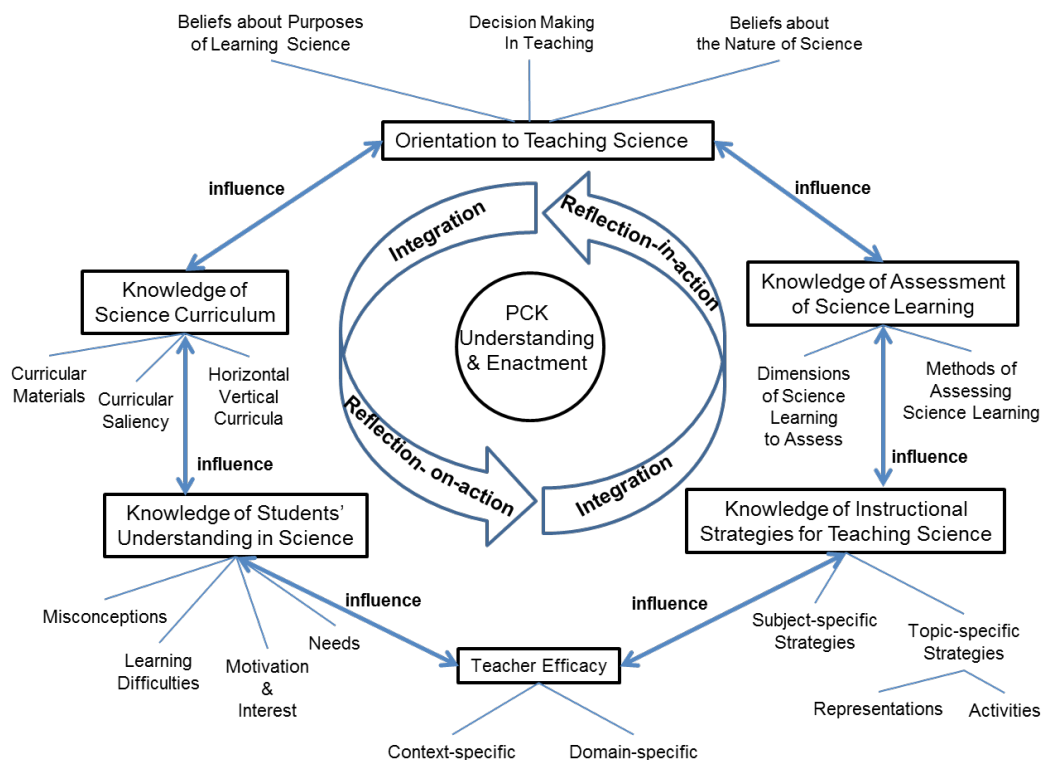 Beliefs about Purposes
of Learning Science
Decision Making
In Teaching
Beliefs about
the Nature of Science
Orientation to Teaching Science
influence
influence
Integration
Reflection-in-action
Knowledge of
Science Curriculum
PCK
Understanding
& Enactment
Knowledge of Assessment
of Science Learning
Curricular
Materials
Curricular
Saliency
Horizontal
Vertical
Curricula
Dimensions
of Science
Learning
to Assess
Methods of
Assessing
Science Learning
influence
influence
Reflection- on-action
Integration
Knowledge of Students'
Understanding in Science
Knowledge of Instructional
Strategies for Teaching Science
influence
influence
Misconceptions
Learning
Difficulties
Motivation
&
Interest
Needs
Teacher Efficacy
Subject-specific
Strategies
Topic-specific
Strategies
Representations
Activities
Context-specific
Domain-specific